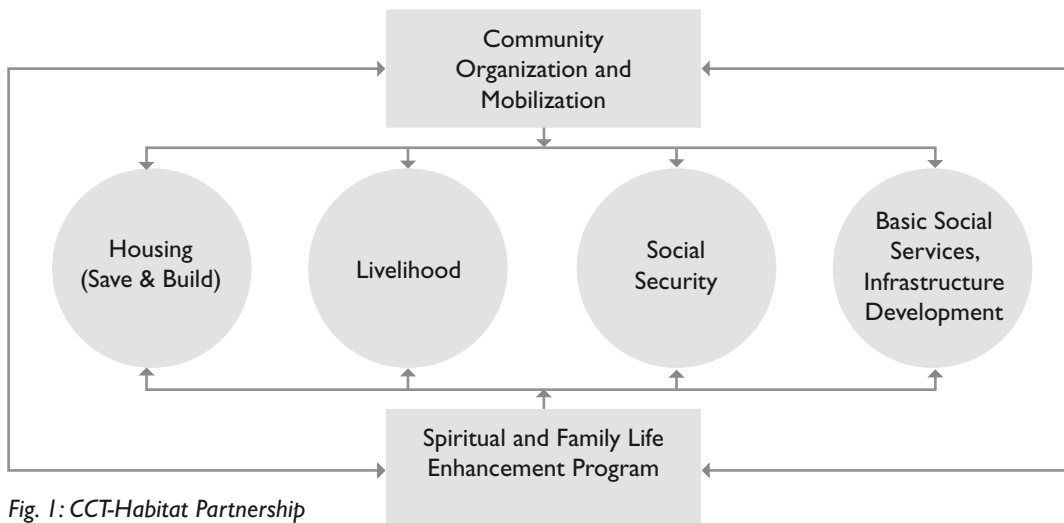 Community
Organization and
Mobilization
Housing
(Save & Build)
Livelihood
Social
Security
Basic Social
Services,
Infrastructure
Development
Spiritual and Family Life
Enhancement Program
Fig. 1: CCT-Habitat Partnership